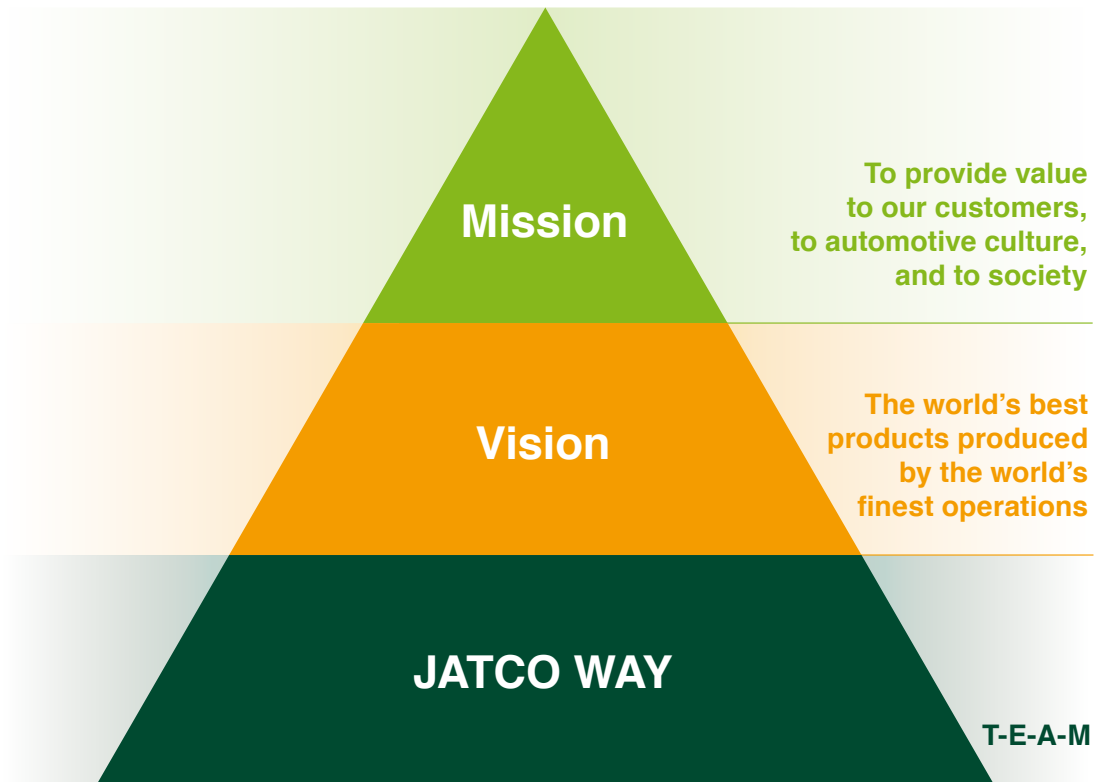 Mission
To provide value
to our customers,
to automotive culture,
and to society
Vision
The world’s best
products produced
by the world’s
finest operations
JATCO WAY
T-E-A-M